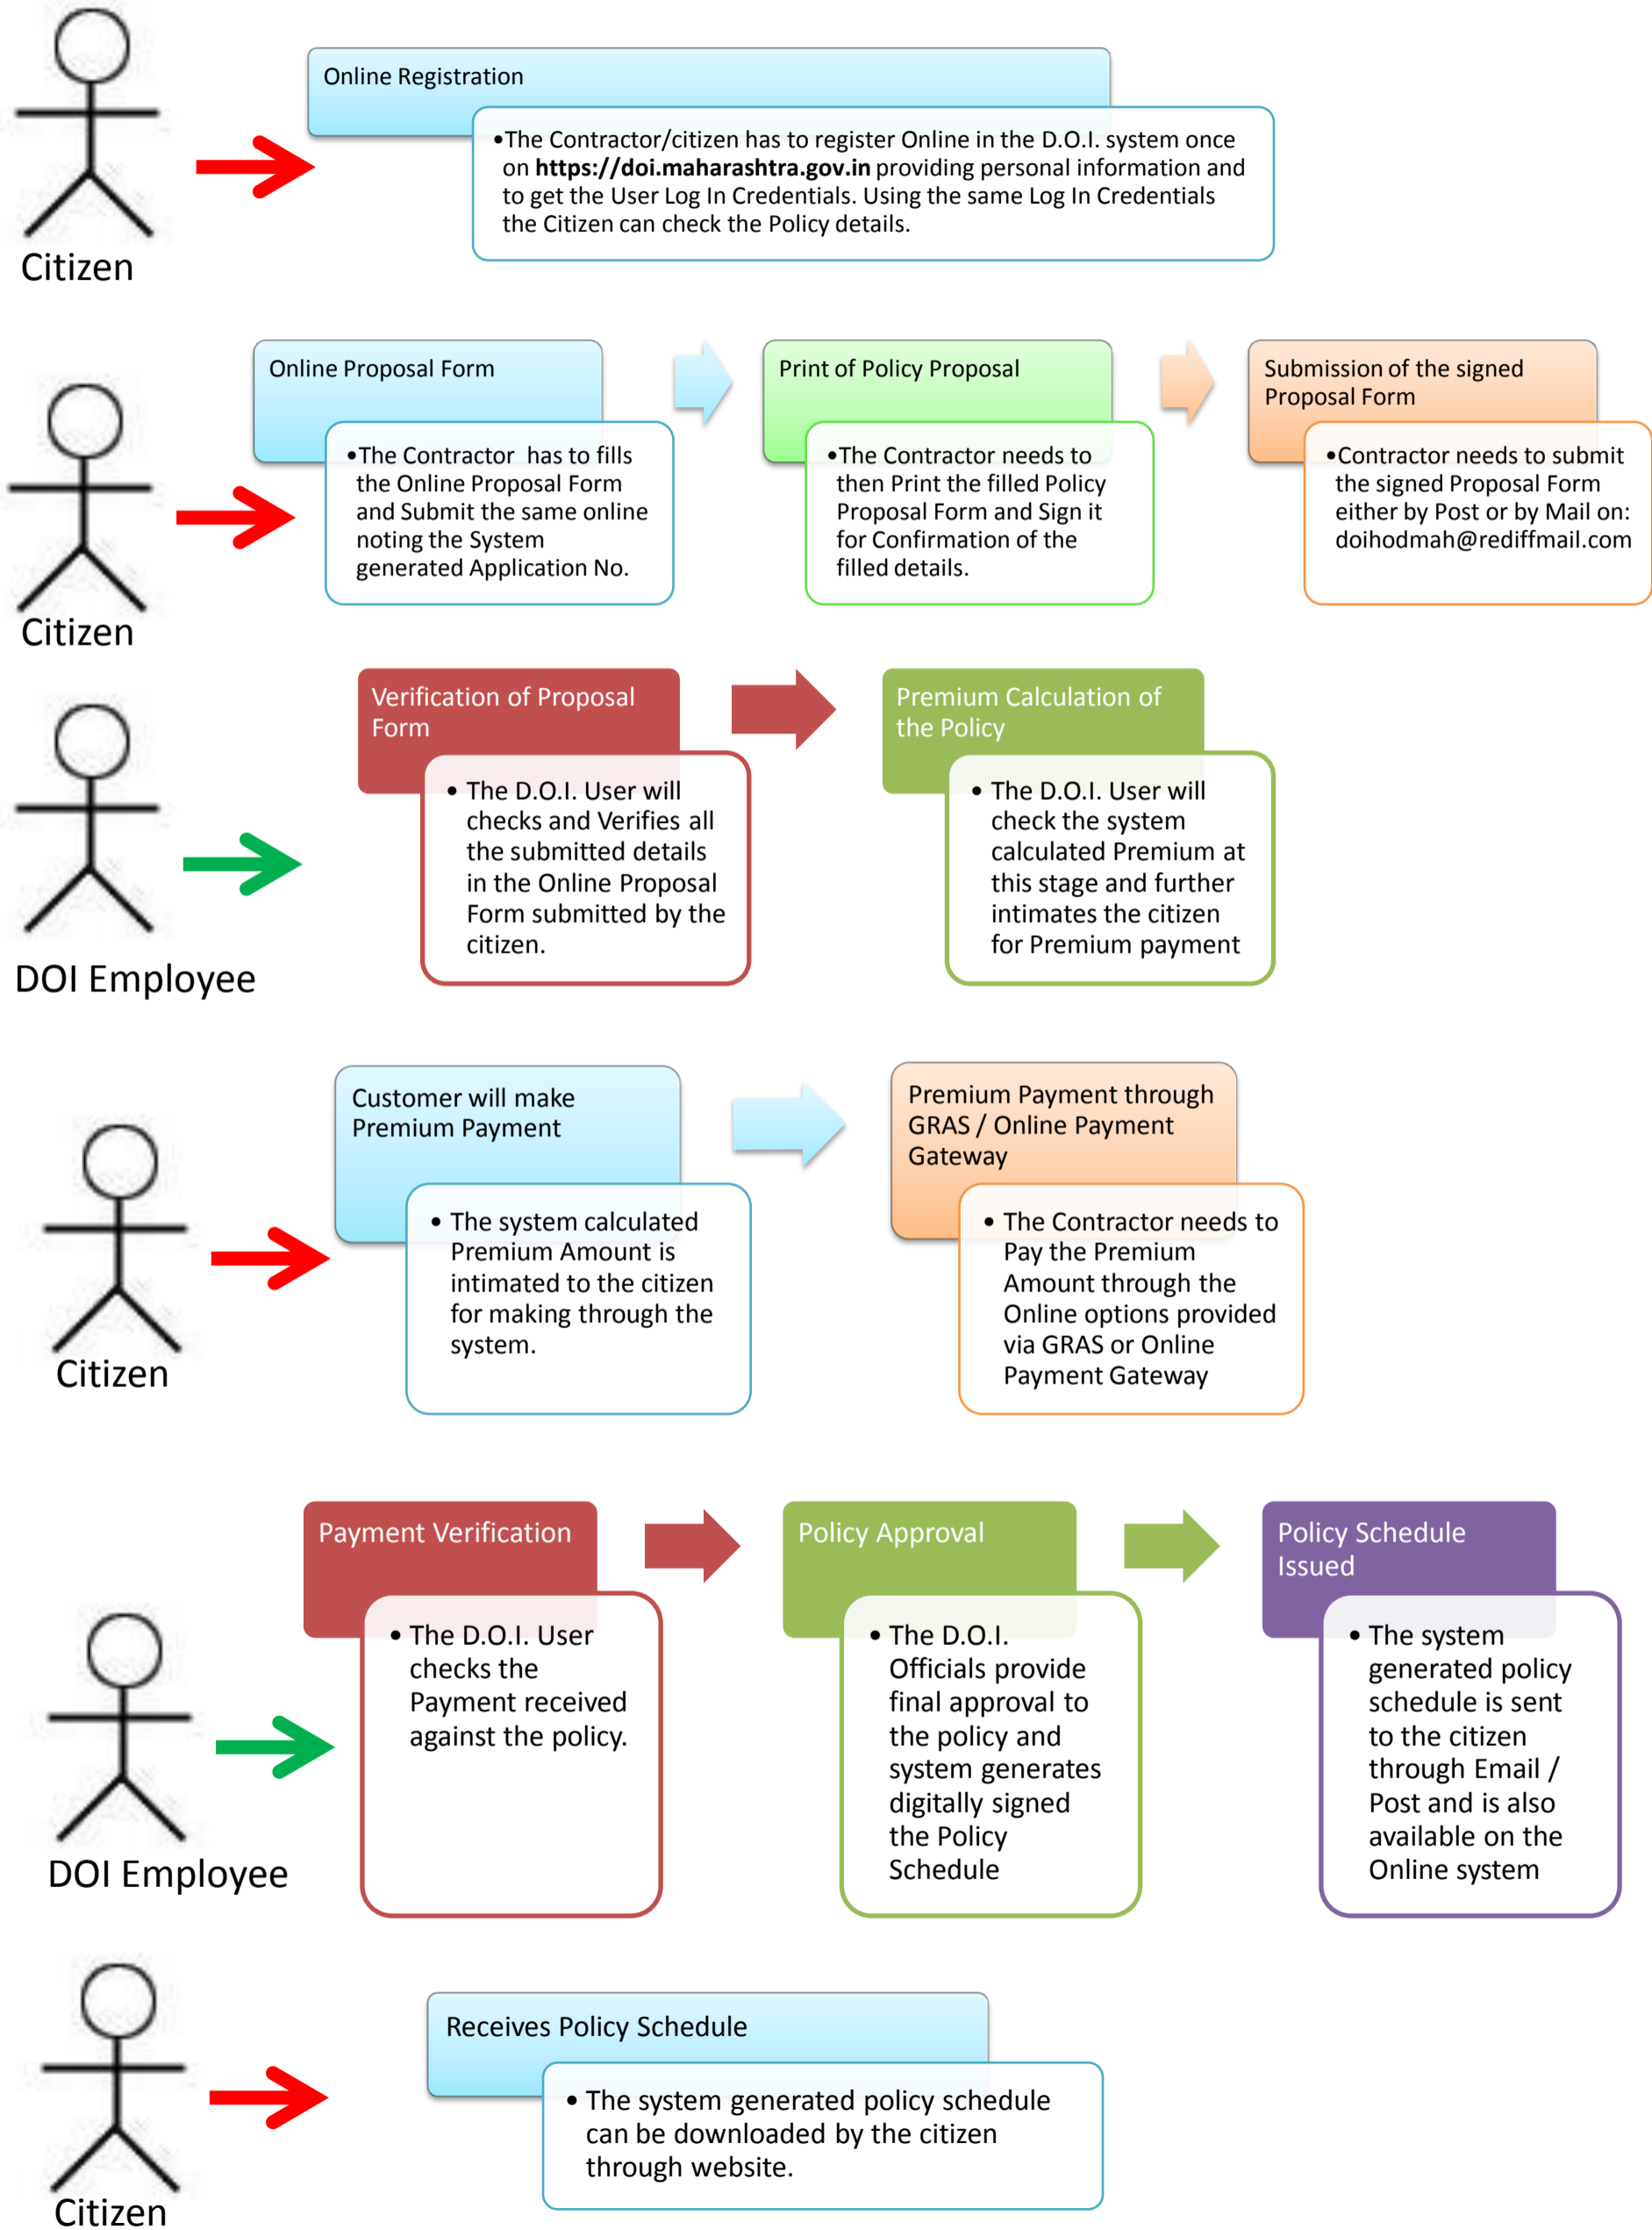 Online Registration
•The Contractor/citizen has to register Online in the D.O.I. system once
on https://doi.maharashtra.gov.in providing personal information and
to get the User Log In Credentials. Using the same Log In Credentials
the Citizen can check the Policy details.
Citizen
Online Proposal Form
•The Contractor has to fills
the Online Proposal Form
and Submit the same online
noting the System
generated Application No.
Print of Policy Proposal
•The Contractor needs to
then Print the filled Policy
Proposal Form and Sign it
for Confirmation of the
filled details.
Submission of the signed
Proposal Form
•Contractor needs to submit
the signed Proposal Form
either by Post or by Mail on:
doihodmah@rediffmail.com
Citizen
Verification of Proposal
Form
• The D.O.I. User will
checks and Verifies all
the submitted details
in the Online Proposal
Form submitted by the
citizen.
Premium Calculation of
the Policy
• The D.O.I. User will
check the system
calculated Premium at
this stage and further
intimates the citizen
for Premium payment
DOI Employee
Customer will make
Premium Payment
• The system calculated
Premium Amount is
intimated to the citizen
for making through the
system.
Premium Payment through
GRAS / Online Payment
Gateway
• The Contractor needs to
Pay the Premium
Amount through the
Online options provided
via GRAS or Online
Payment Gateway
Citizen
Payment Verification
• The D.O.I. User
checks the
Payment received
against the policy.
Policy Approval
• The D.O.I.
Officials provide
final approval to
the policy and
system generates
digitally signed
the Policy
Schedule
Policy Schedule
Issued
• The system
generated policy
schedule is sent
to the citizen
through Email /
Post and is also
available on the
Online system
DOI Employee
Receives Policy Schedule
• The system generated policy schedule
can be downloaded by the citizen
through website.
Citizen